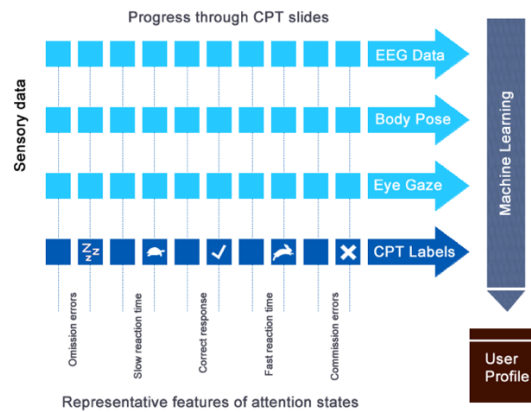 Progress through CPT slides
Sensory data
EEG Data
Body Pose
Eye Gaze
Z
Z
Z
CPT Labels
Machine Learning
Omission errors
Slow reaction time
Correct response
Fast reaction time
Commission errors
User
Profile
Representative features of attention states